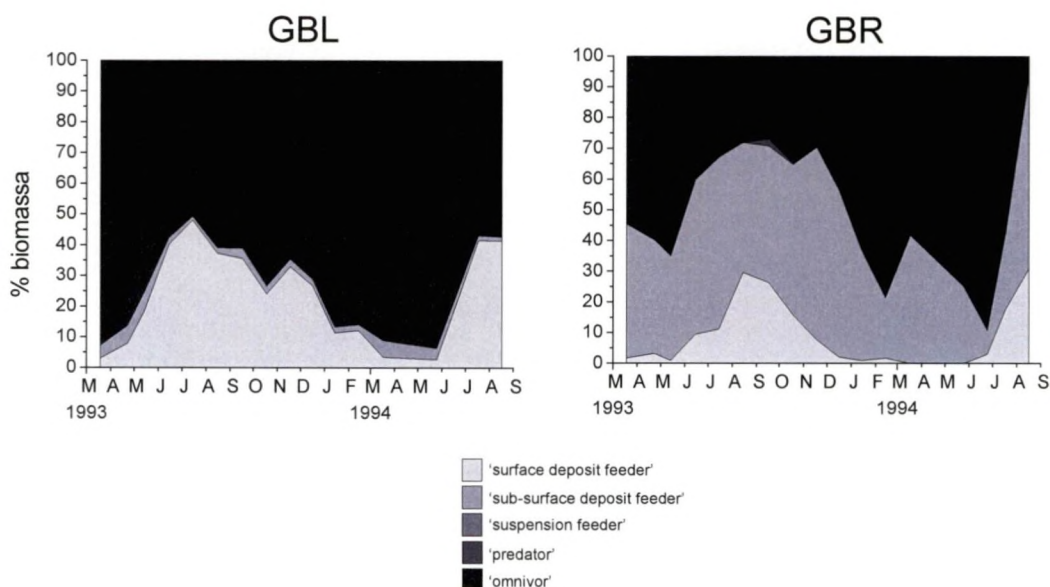 GBL GBR
% biomassa
100 100
90 90
80 80
70 70
60 60
50 50
40 40
30 30
20 20
10 10
0 0
M A M J J A S O N D J F M A M J J A S M A M J J A S O N D J F M A M J J A S
1993 1994 1993 1994
'surface deposit feeder'
'sub-surface deposit feeder'
'suspension feeder'
'predator'
'omnivor'